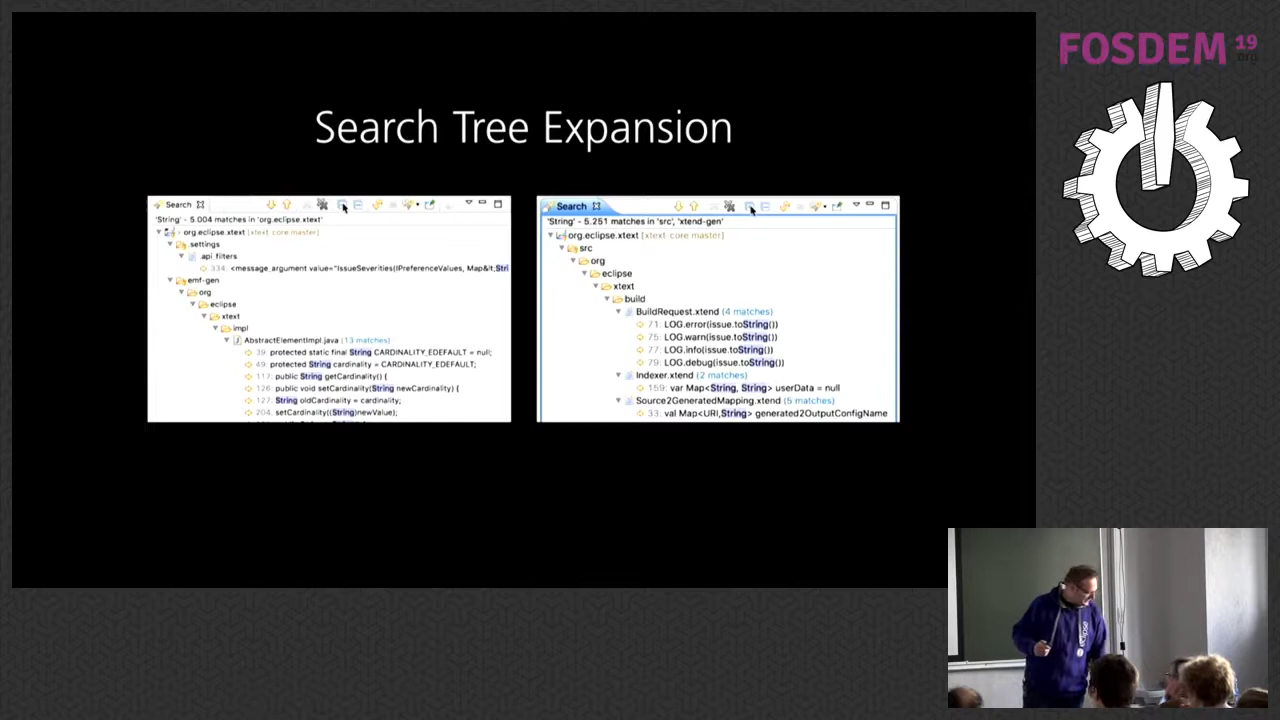 FOSDEM 19
.org
Search Tree Expansion
Search
'String' - 5.004 matches in 'org.eclipse.xtext'
> org.eclipse.xtext [xtext core master]
.settings
.api_filters
334: <message_argument value="IssueSeverities(IPreferenceValues, Map&lt;Stri
emf-gen
org
eclipse
xtext
impl
AbstractElementImpl.java (13 matches)
39: protected static final String CARDINALITY_EDEFAULT = null;
49: protected String cardinality = CARDINALITY_EDEFAULT;
117: public String getCardinality() {
126: public void setCardinality(String newCardinality) {
127: String oldCardinality = cardinality;
204: setCardinality((String)newValue);
Search
'String' - 5.251 matches in 'src', 'xtend-gen'
org.eclipse.xtext [xtext core master]
src
org
eclipse
xtext
build
BuildRequest.xtend (4 matches)
71: LOG.error(issue.toString())
75: LOG.warn(issue.toString())
77: LOG.info(issue.toString())
79: LOG.debug(issue.toString())
Indexer.xtend (2 matches)
159: var Map<String, String> userData = null
Source2GeneratedMapping.xtend (5 matches)
33: val Map<URI,String> generated2OutputConfigName
eclipse